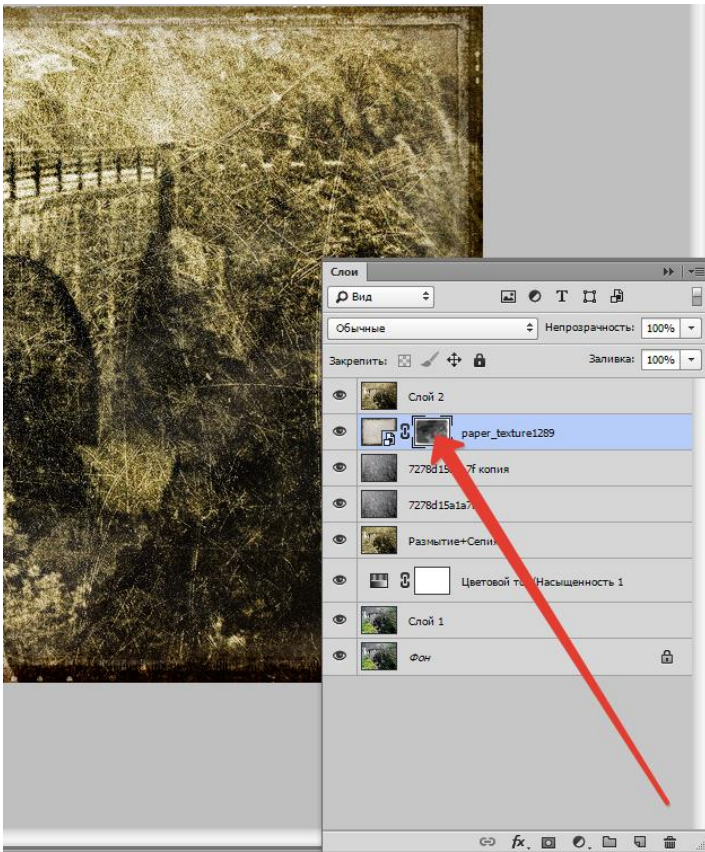 Слои
Вид
Обычные Непрозрачность: 100%
Закрепить: Заливка: 100%
Слой 2
paper_texture1289
7f копия
Размытие+Сепия
Цветовой Насыщенность 1
Слой 1
Фон
fx